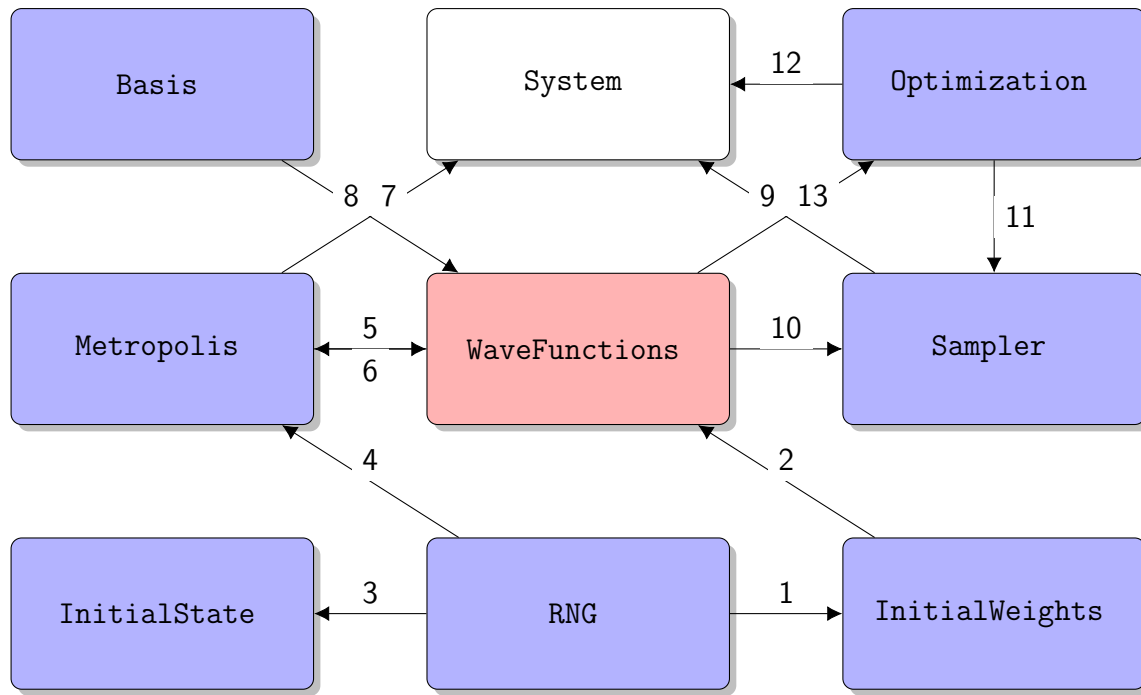 Basis
System
12
Optimization
8
7
9
13
11
Metropolis
5
6
WaveFunctions
10
Sampler
4
2
InitialState
3
RNG
1
InitialWeights